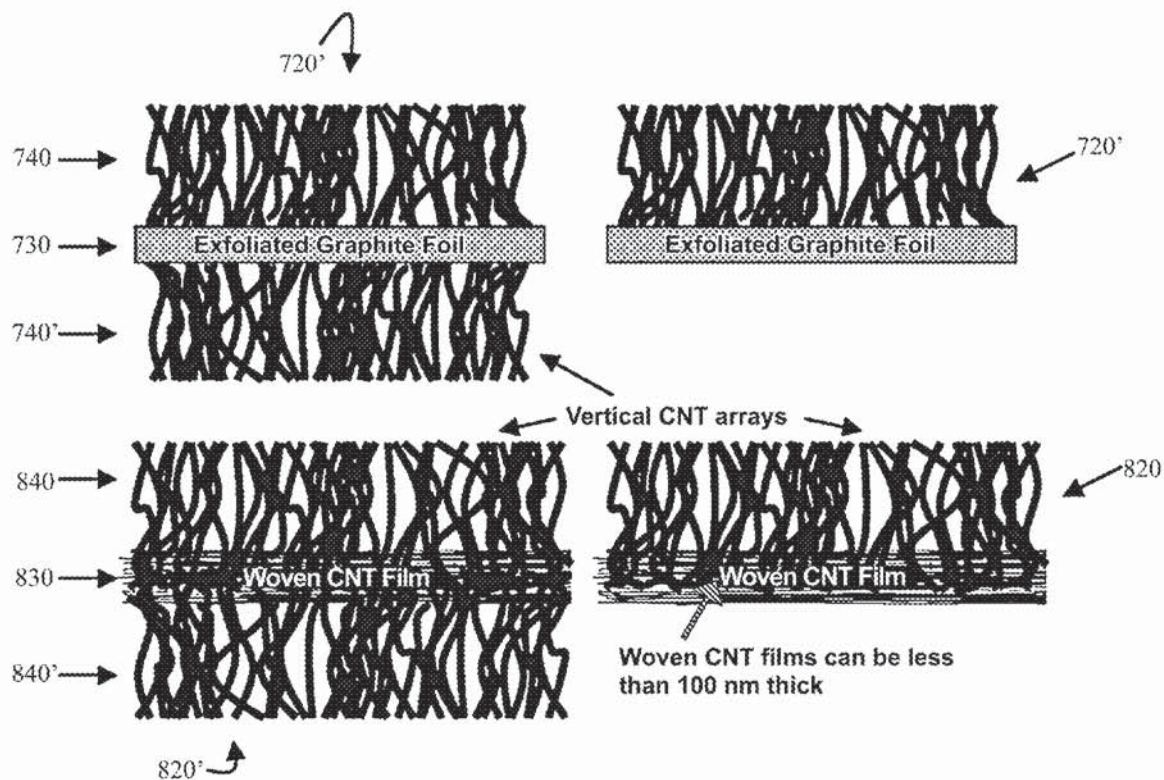 720'
740
720'
730
Exfoliated Graphite Foil
Exfoliated Graphite Foil
740'
Vertical CNT arrays
840
820
830
Woven CNT Film
Woven CNT Film
840'
Woven CNT films can be less
than 100 nm thick
820'